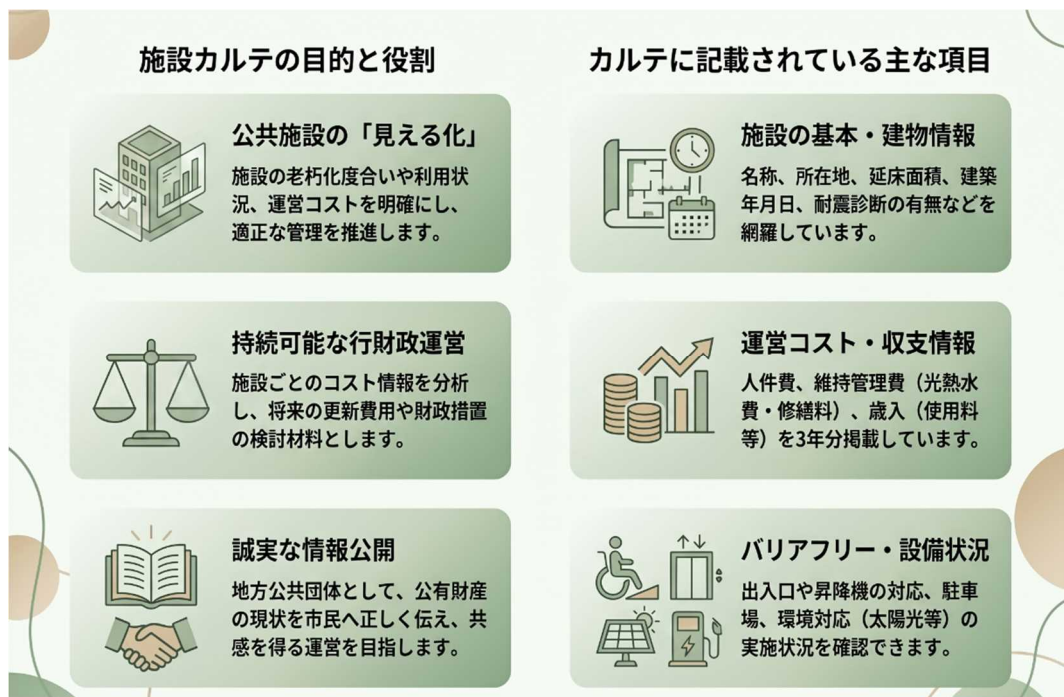 施設カルテの目的と役割
公共施設の「見える化」
施設の老朽化度合いや利用状
況、運営コストを明確にし、
適正な管理を推進します。
持続可能な行財政運営
施設ごとのコスト情報を分析
し、将来の更新費用や財政措置
の検討材料とします。
誠実な情報公開
地方公共団体として、公有財産
の現状を市民へ正しく伝え、共
感を得る運営を目指します。
カルテに記載されている主な項目
施設の基本・建物情報
名称、所在地、延床面積、建築
年月日、耐震診断の有無などを
網羅しています。
運営コスト・収支情報
人件費、維持管理費（光熱水
費・修繕料）、歳入（使用料
等）を3年分掲載しています。
バリアフリー・設備状況
出入口や昇降機の対応、駐車
場、環境対応（太陽光等）の
実施状況を確認できます。